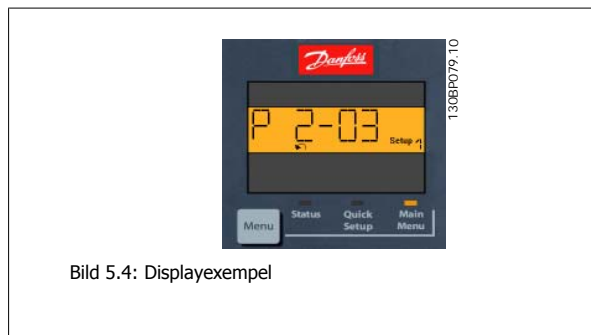 Danfoss
130BP079.10
P 2-03
Setup 1
Status Quick Setup Main Menu
Menu
Bild 5.4: Displayexempel